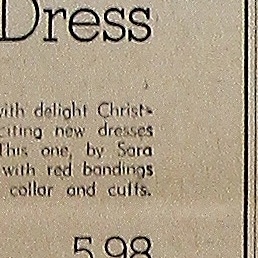 Dress
with delight Christ-
citing new dresses
This one, by Sara
with red bandings
collar and cuffs.
5.98